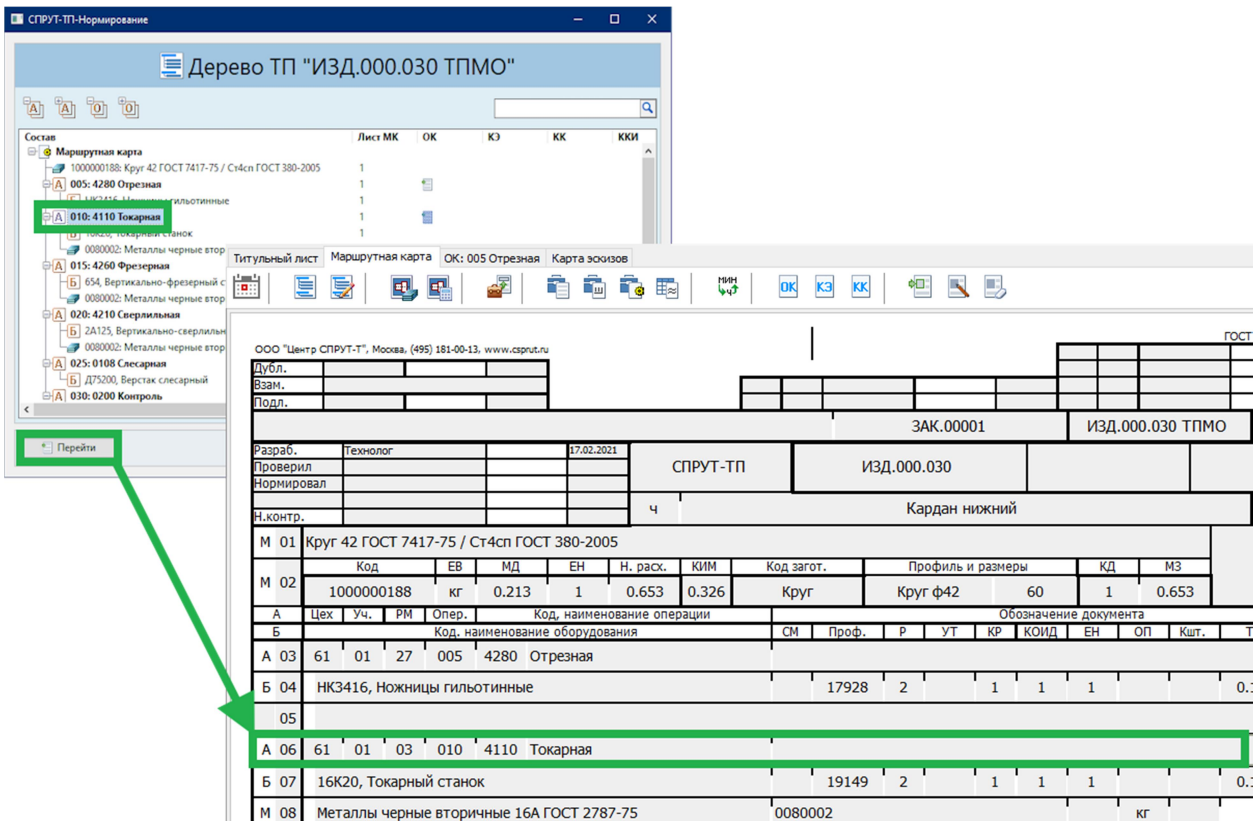 СПРУТ-ТП-Нормирование
Дерево ТП "ИЗД.000.030 ТПМО"
А А О О
Состав Лист МК ОК КЭ КК ККИ
Маршрутная карта
1000000188: Круг 42 ГОСТ 7417-75 / Ст4сп ГОСТ 380-2005 1
А 005: 4280 Отрезная 1
Б НК3416, Ножницы гильотинные 1
А 010: 4110 Токарная 1
Б 16К20, Токарный станок 1
0080002: Металлы черные втор
А 015: 4260 Фрезерная
Б 654, Вертикально-фрезерный с
0080002: Металлы черные втор
А 020: 4210 Сверлильная
Б 2А125, Вертикально-сверлильн
0080002: Металлы черные втор
А 025: 0108 Слесарная
Б Д75200, Верстак слесарный
А 030: 0200 Контроль
Перейти
Титульный лист Маршрутная карта ОК: 005 Отрезная Карта эскизов
МИН Ч ОК КЭ КК
ООО "Центр СПРУТ-Т", Москва, (495) 181-00-13, www.csprut.ru
ГОСТ
Дубл.
Взам.
Подл.
ЗАК.00001 ИЗД.000.030 ТПМО
Разраб. Технолог 17.02.2021
Проверил
Нормировал
СПРУТ-ТП ИЗД.000.030
Н.контр.
Ч Кардан нижний
М 01 Круг 42 ГОСТ 7417-75 / Ст4сп ГОСТ 380-2005
М 02 Код ЕВ МД ЕН Н. расх. КИМ Код загот. Профиль и размеры КД МЗ
1000000188 кг 0.213 1 0.653 0.326 Круг Круг ф42 60 1 0.653
А Цех Уч. РМ Опер. Код, наименование операции Обозначение документа
Б Код. наименование оборудования СМ Проф. Р УТ КР КОИД ЕН ОП Кшт. Т
А 03 61 01 27 005 4280 Отрезная
Б 04 НК3416, Ножницы гильотинные 17928 2 1 1 1 0.1
05
А 06 61 01 03 010 4110 Токарная
Б 07 16К20, Токарный станок 19149 2 1 1 1 0.1
М 08 Металлы черные вторичные 16А ГОСТ 2787-75 0080002 кг